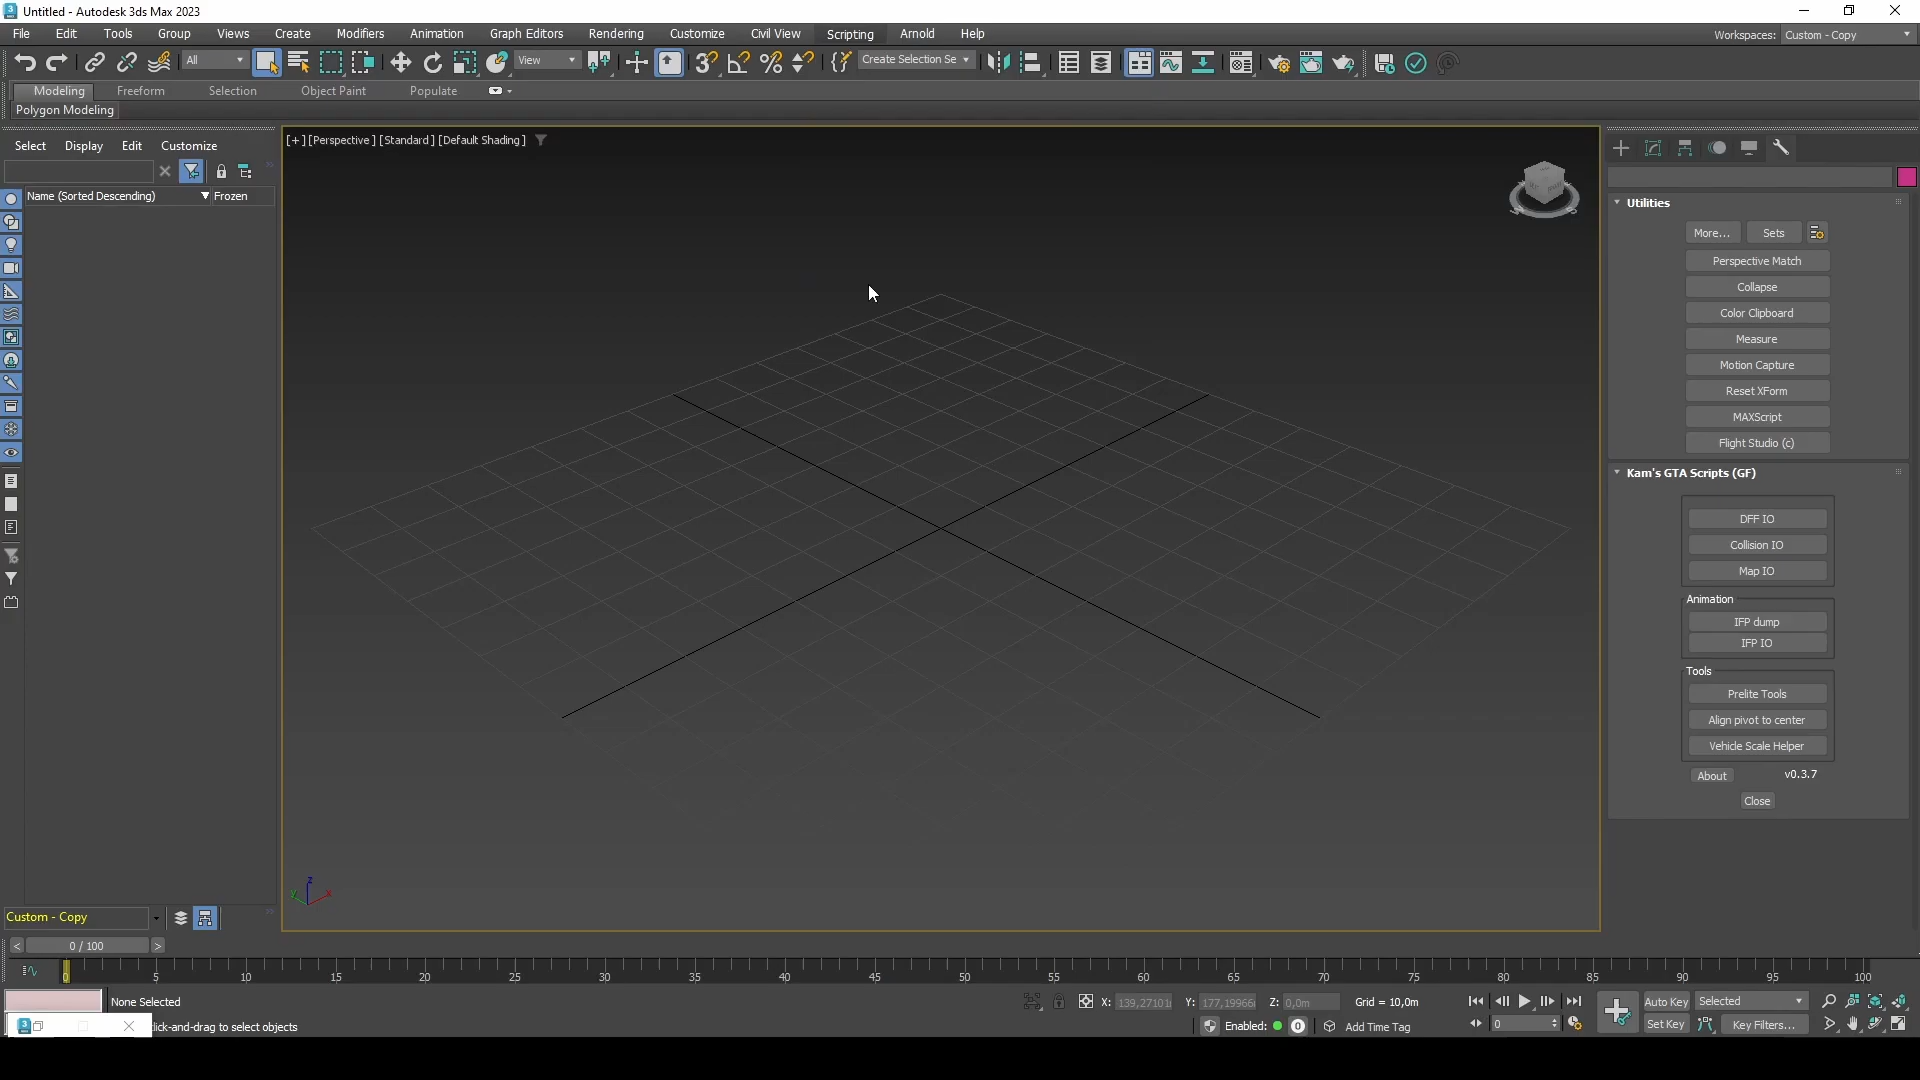 Untitled - Autodesk 3ds Max 2023
File Edit Tools Group Views Create Modifiers Animation Graph Editors Rendering Customize Civil View Scripting Arnold Help
Workspaces: Custom - Copy
All View Create Selection Se
Modeling Freeform Selection Object Paint Populate
Polygon Modeling
Select Display Edit Customize
Name (Sorted Descending) Frozen
[+] [Perspective] [Standard] [Default Shading]
Utilities
More... Sets
Perspective Match
Collapse
Color Clipboard
Measure
Motion Capture
Reset XForm
MAXScript
Flight Studio (c)
Kam's GTA Scripts (GF)
DFF IO
Collision IO
Map IO
Animation
IFP dump
IFP IO
Tools
Prelite Tools
Align pivot to center
Vehicle Scale Helper
About v0.3.7
Close
z
y x
Custom - Copy
< 0 / 100 >
0 5 10 15 20 25 30 35 40 45 50 55 60 65 70 75 80 85 90 95 100
None Selected
X: 139,27101 Y: 177,19966 Z: 0,0m Grid = 10,0m
Auto Key Selected
lick-and-drag to select objects
Enabled: 0 Add Time Tag
0
Set Key Key Filters...